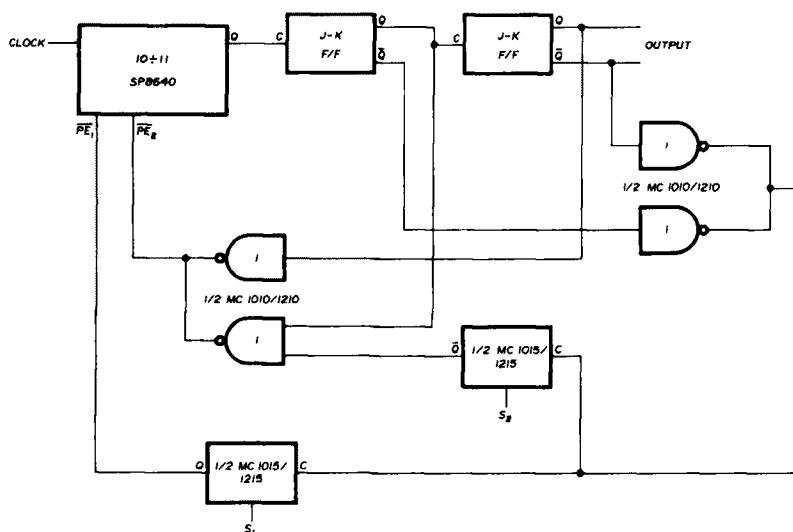 CLOCK
10÷11
SP8640
Q
PE1
PE2
C
J-K
F/F
Q
Q
C
J-K
F/F
Q
Q
OUTPUT
1
1/2 MC 1010/1210
1
1
1/2 MC 1010/1210
1
Q
1/2 MC 1015/
1215
C
S2
Q
1/2 MC 1015/
1215
C
S1